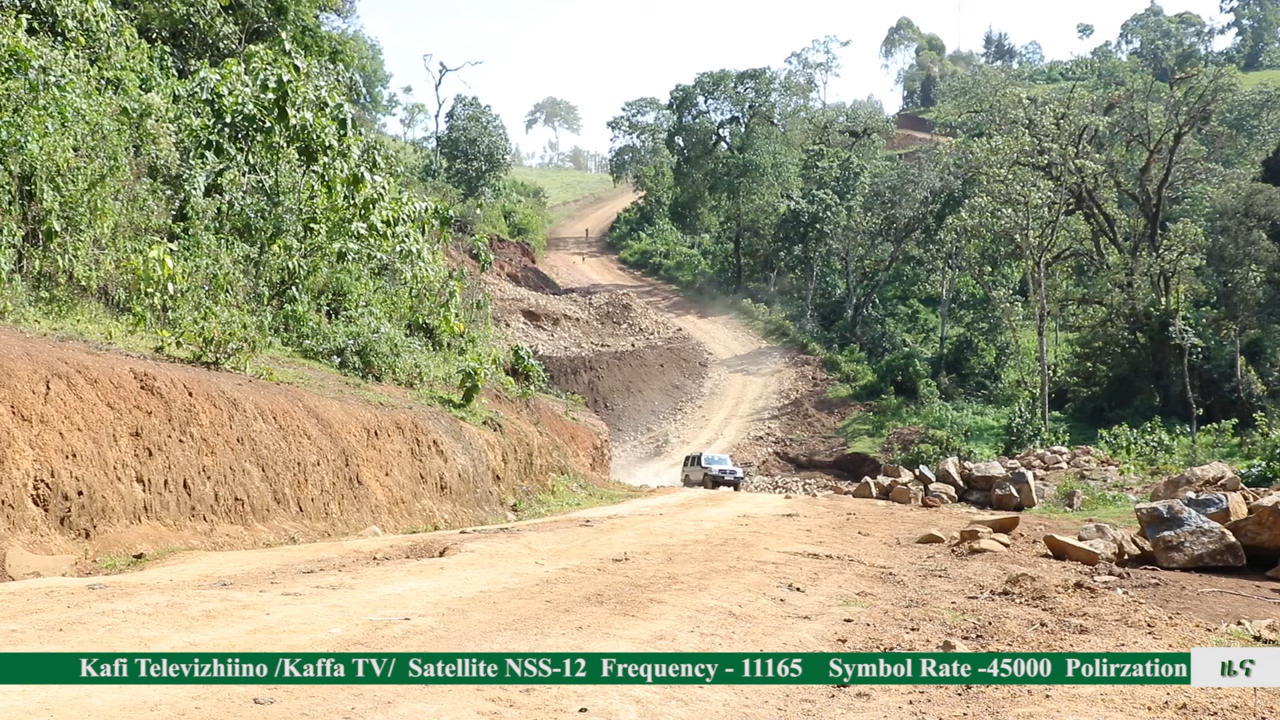 Kafi Televizhiino /Kaffa TV/ Satellite NSS-12 Frequency - 11165 Symbol Rate -45000 Polirzation
ዜና